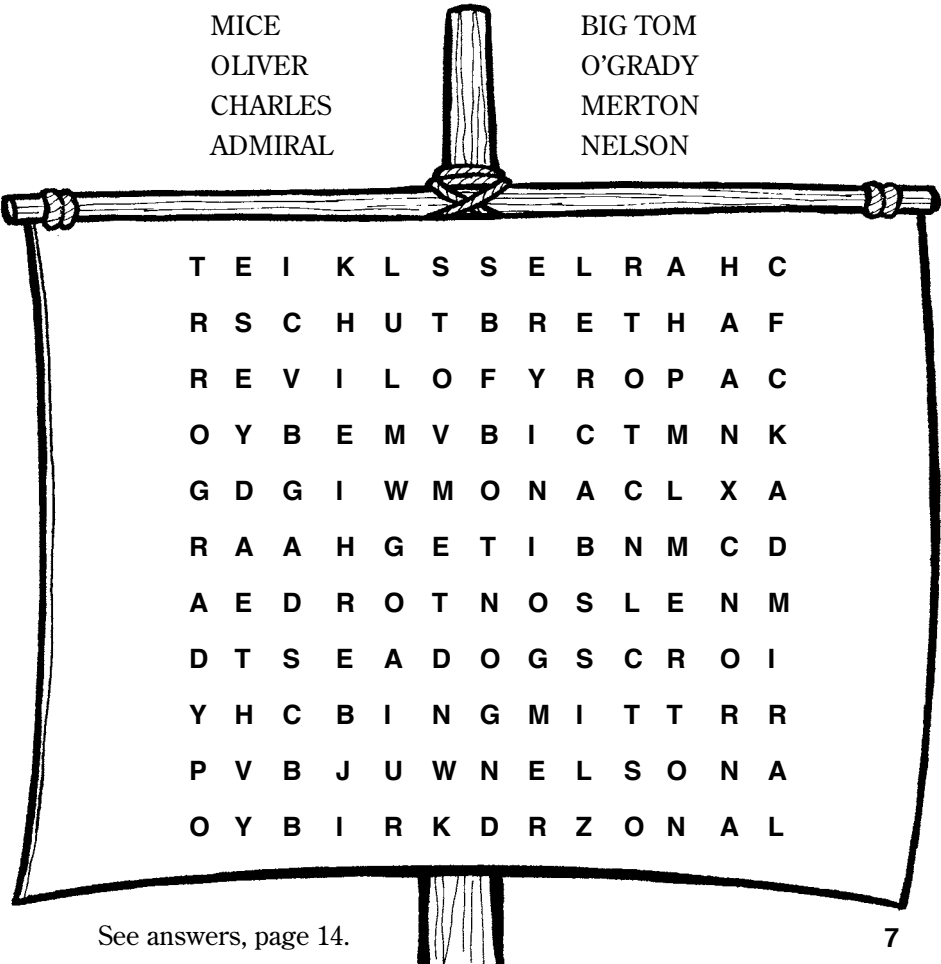 MICE BIG TOM
OLIVER O'GRADY
CHARLES MERTON
ADMIRAL NELSON
T E I K L S S E L R A H C
R S C H U T B R E T H A F
R E V I L O F Y R O P A C
O Y B E M V B I C T M N K
G D G I W M O N A C L X A
R A A H G E T I B N M C D
A E D R O T N O S L E N M
D T S E A D O G S C R O I
Y H C B I N G M I T T R R
P V B J U W N E L S O N A
O Y B I R K D R Z O N A L
See answers, page 14. 7